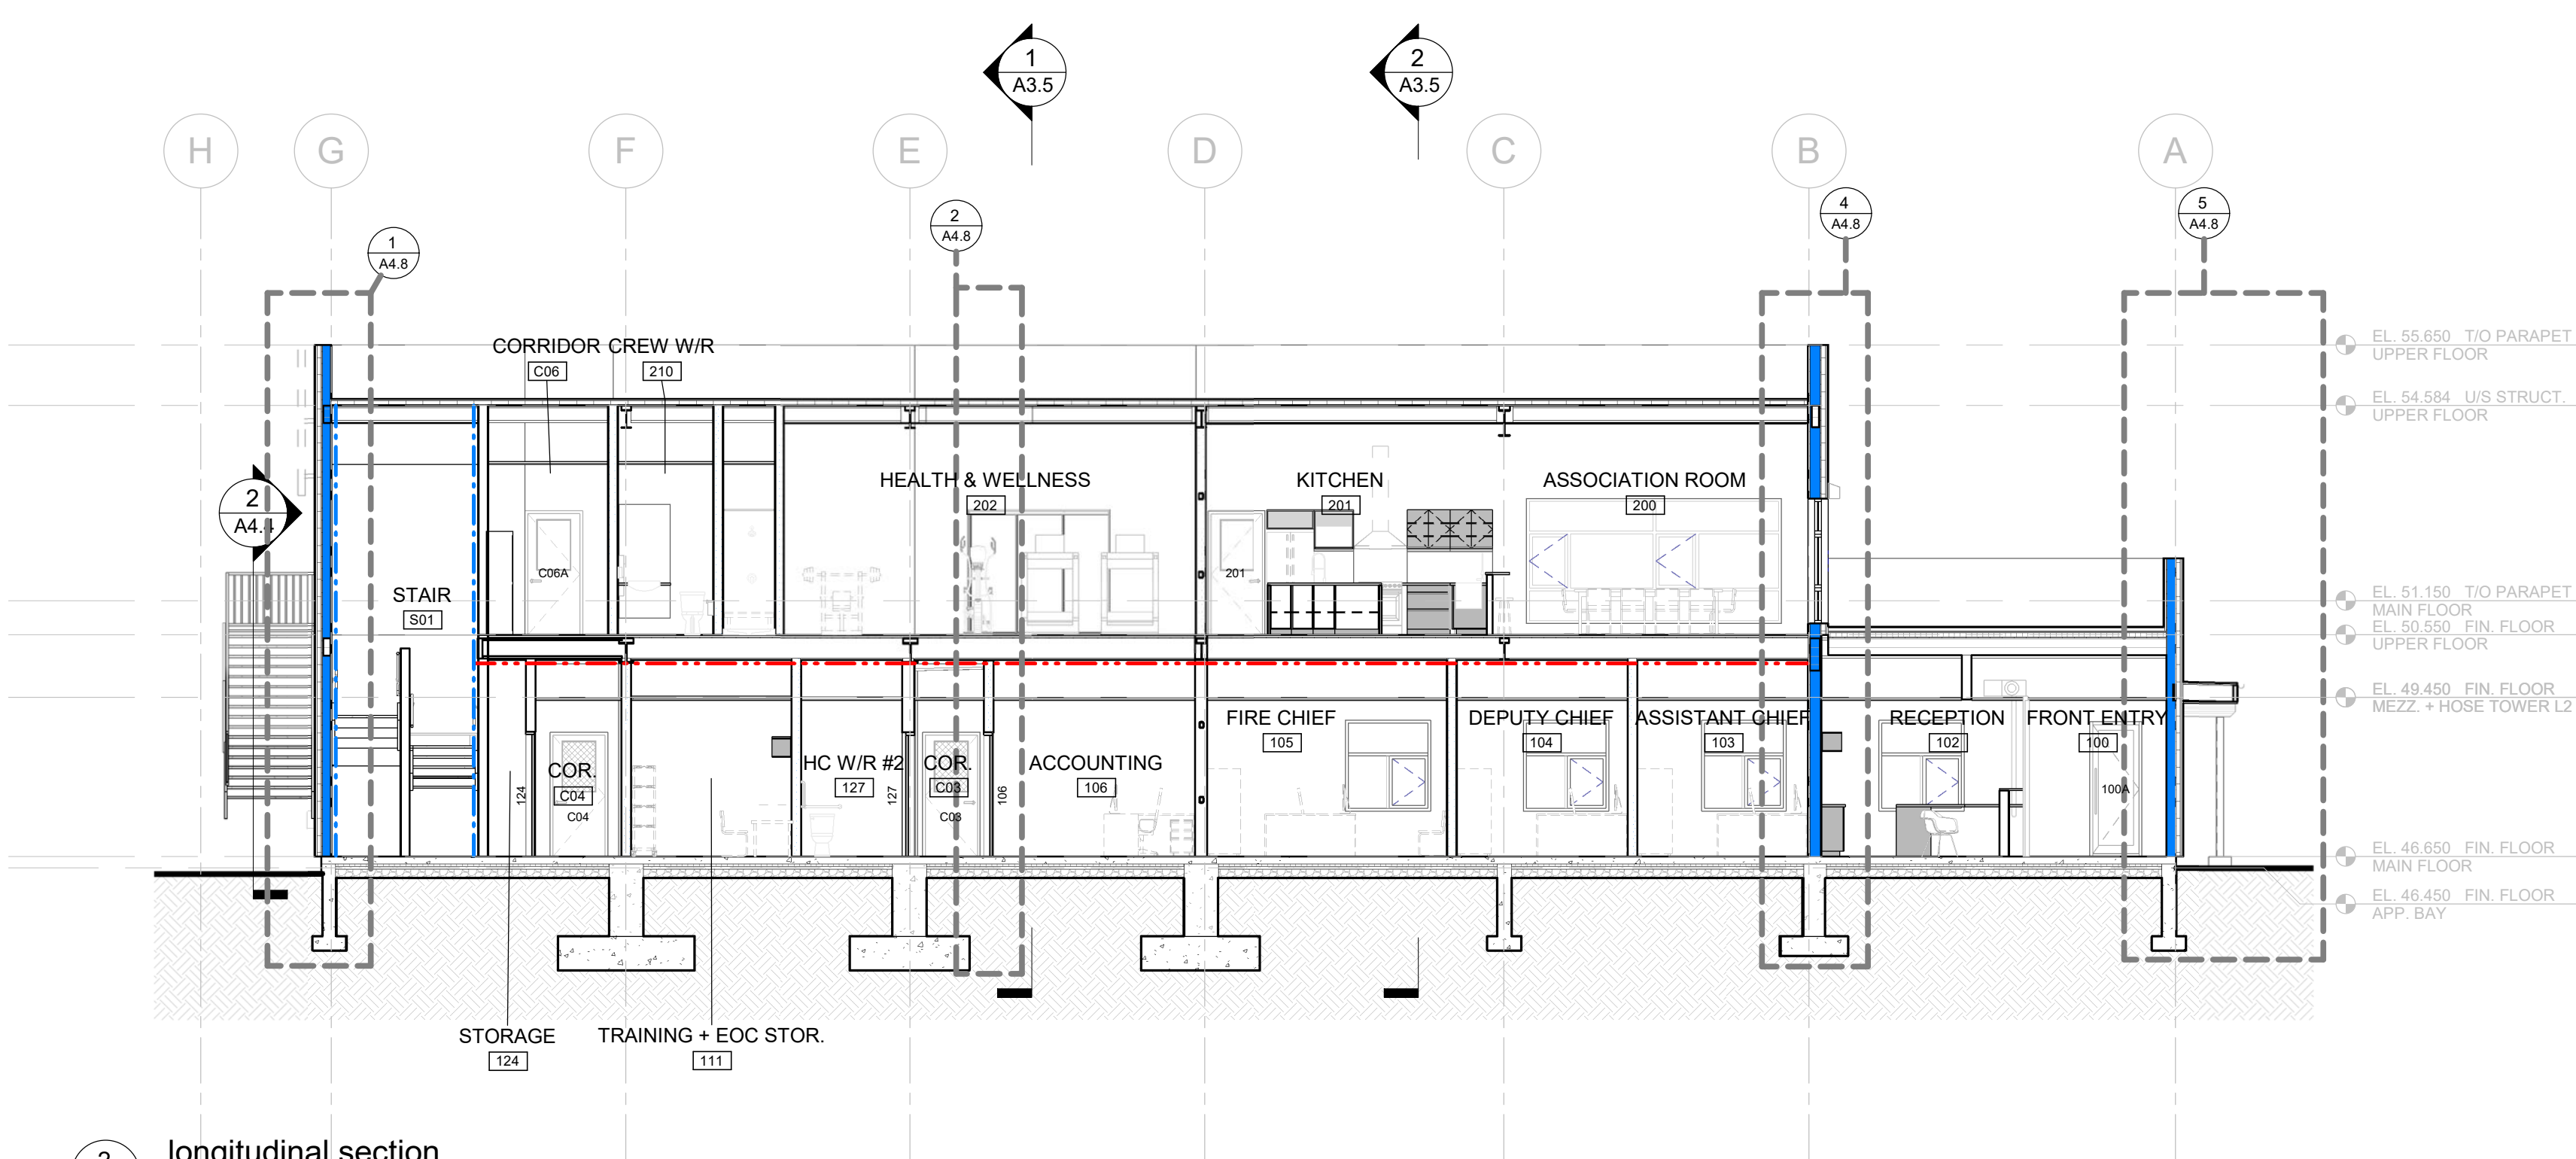 1
A3.5
2
A3.5
H
G
F
E
D
C
B
A
1
A4.8
2
A4.8
4
A4.8
5
A4.8
EL. 55.650 T/O PARAPET
UPPER FLOOR
EL. 54.584 U/S STRUCT.
UPPER FLOOR
EL. 51.150 T/O PARAPET
MAIN FLOOR
EL. 50.550 FIN. FLOOR
UPPER FLOOR
EL. 49.450 FIN. FLOOR
MEZZ. + HOSE TOWER L2
EL. 46.650 FIN. FLOOR
MAIN FLOOR
EL. 46.450 FIN. FLOOR
APP. BAY
CORRIDOR
C06
CREW W/R
210
2
A4.4
STAIR
S01
C06A
HEALTH & WELLNESS
202
KITCHEN
201
201
ASSOCIATION ROOM
200
124
COR.
C04
C04
HC W/R #2
127
127
COR.
C03
C03
106
ACCOUNTING
106
FIRE CHIEF
105
DEPUTY CHIEF
104
ASSISTANT CHIEF
103
RECEPTION
102
FRONT ENTRY
100
100A
STORAGE
124
TRAINING + EOC STOR.
111
longitudinal section